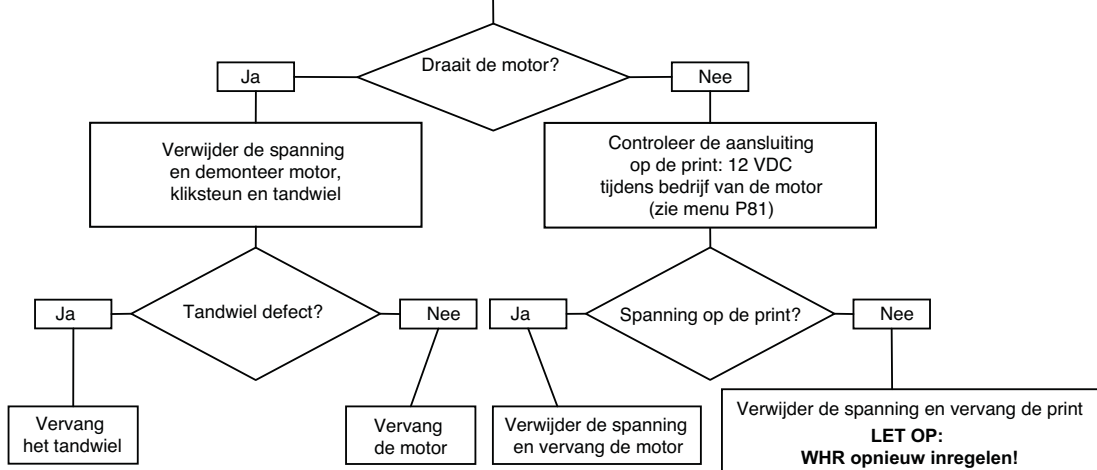 Draait de motor?
Ja
Nee
Verwijder de spanning
en demonteer motor,
kliksteun en tandwiel
Controleer de aansluiting
op de print: 12 VDC
tijdens bedrijf van de motor
(zie menu P81)
Ja
Tandwiel defect?
Nee
Ja
Spanning op de print?
Nee
Vervang
het tandwiel
Vervang
de motor
Verwijder de spanning
en vervang de motor
Verwijder de spanning en vervang de print
LET OP:
WHR opnieuw inregelen!